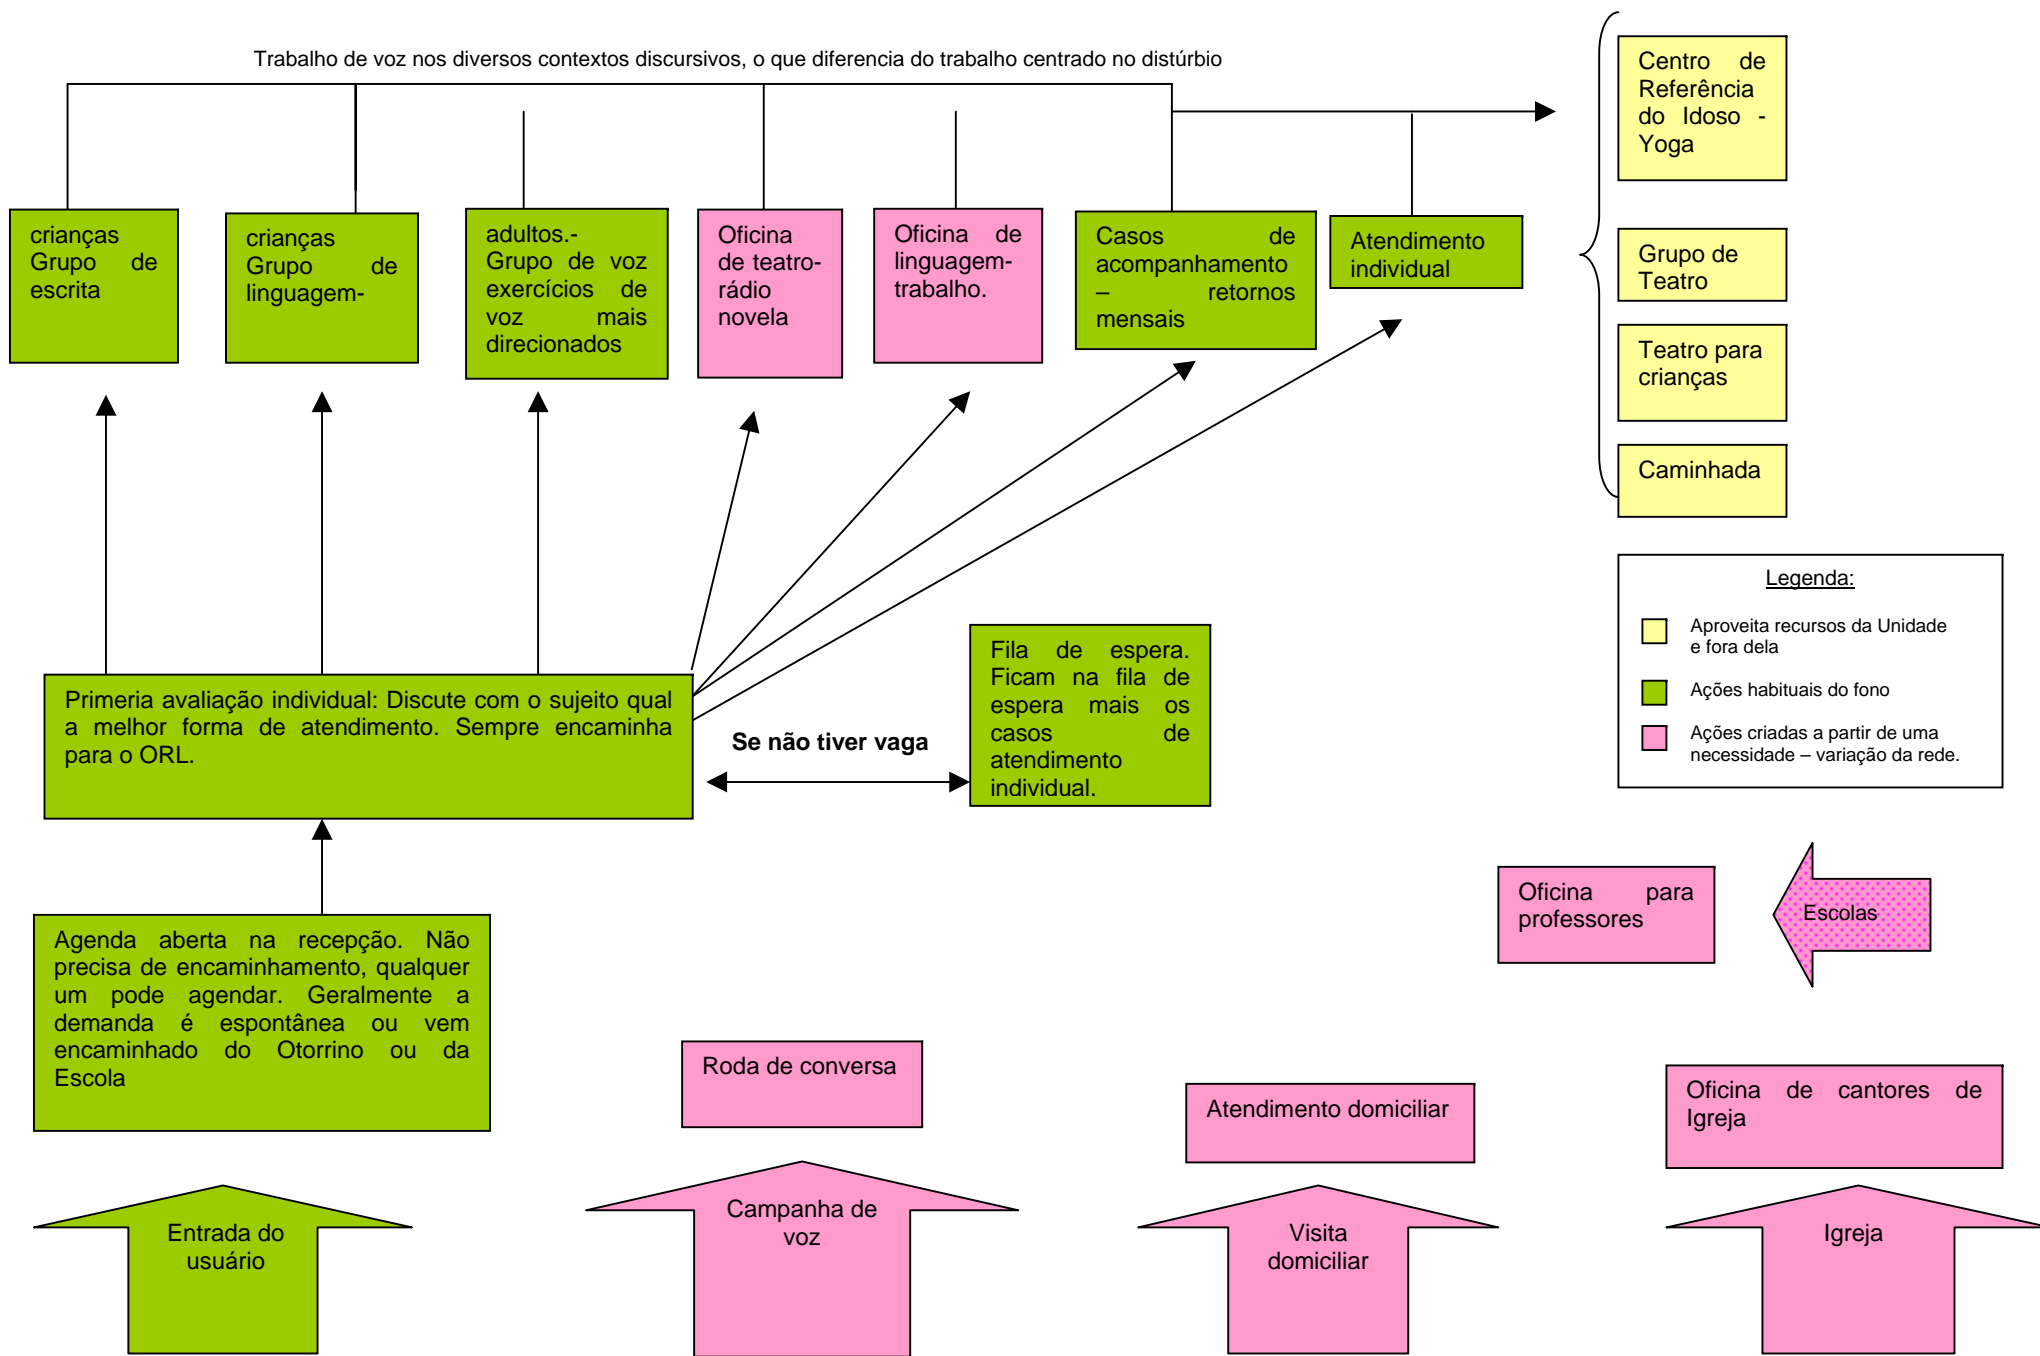 Trabalho de voz nos diversos contextos discursivos, o que diferencia do trabalho centrado no distúrbio
crianças
Grupo de
escrita
crianças
Grupo de
linguagem-
adultos.-
Grupo de voz
exercícios de
voz mais
direcionados
Oficina
de teatro-
rádio
novela
Oficina de
linguagem-
trabalho.
Casos de
acompanhamento
– retornos
mensais
Atendimento
individual
Centro de
Referência
do Idoso -
Yoga
Grupo de
Teatro
Teatro para
crianças
Caminhada
Legenda:
Aproveita recursos da Unidade
e fora dela
Ações habituais do fono
Ações criadas a partir de uma
necessidade – variação da rede.
Primeria avaliação individual: Discute com o sujeito qual
a melhor forma de atendimento. Sempre encaminha
para o ORL.
Se não tiver vaga
Fila de espera.
Ficam na fila de
espera mais os
casos de
atendimento
individual.
Oficina para
professores
Escolas
Agenda aberta na recepção. Não
precisa de encaminhamento, qualquer
um pode agendar. Geralmente a
demanda é espontânea ou vem
encaminhado do Otorrino ou da
Escola
Roda de conversa
Atendimento domiciliar
Oficina de cantores de
Igreja
Entrada do
usuário
Campanha de
voz
Visita
domiciliar
Igreja